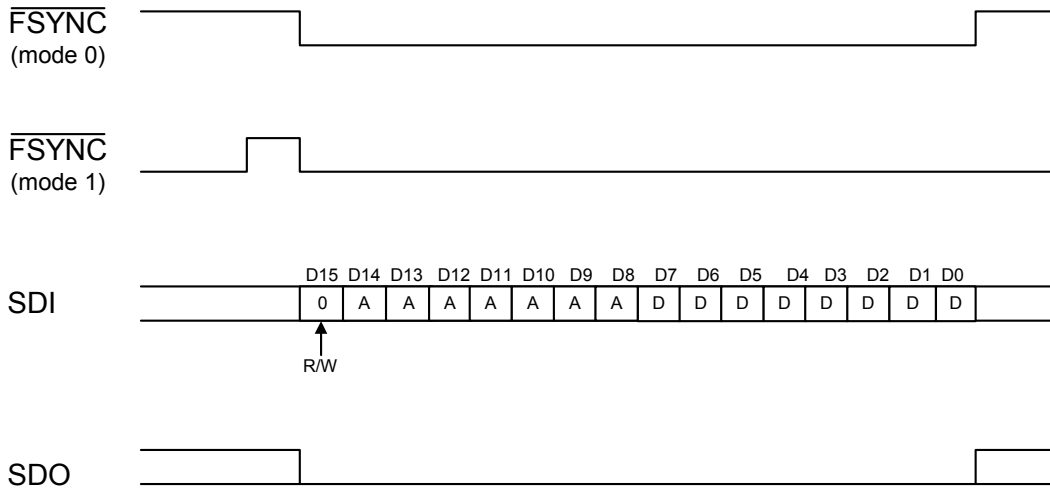 FSYNC
(mode 0)
FSYNC
(mode 1)
D15 D14 D13 D12 D11 D10 D9 D8 D7 D6 D5 D4 D3 D2 D1 D0
SDI 0 A A A A A A A D D D D D D D D
R/W
SDO